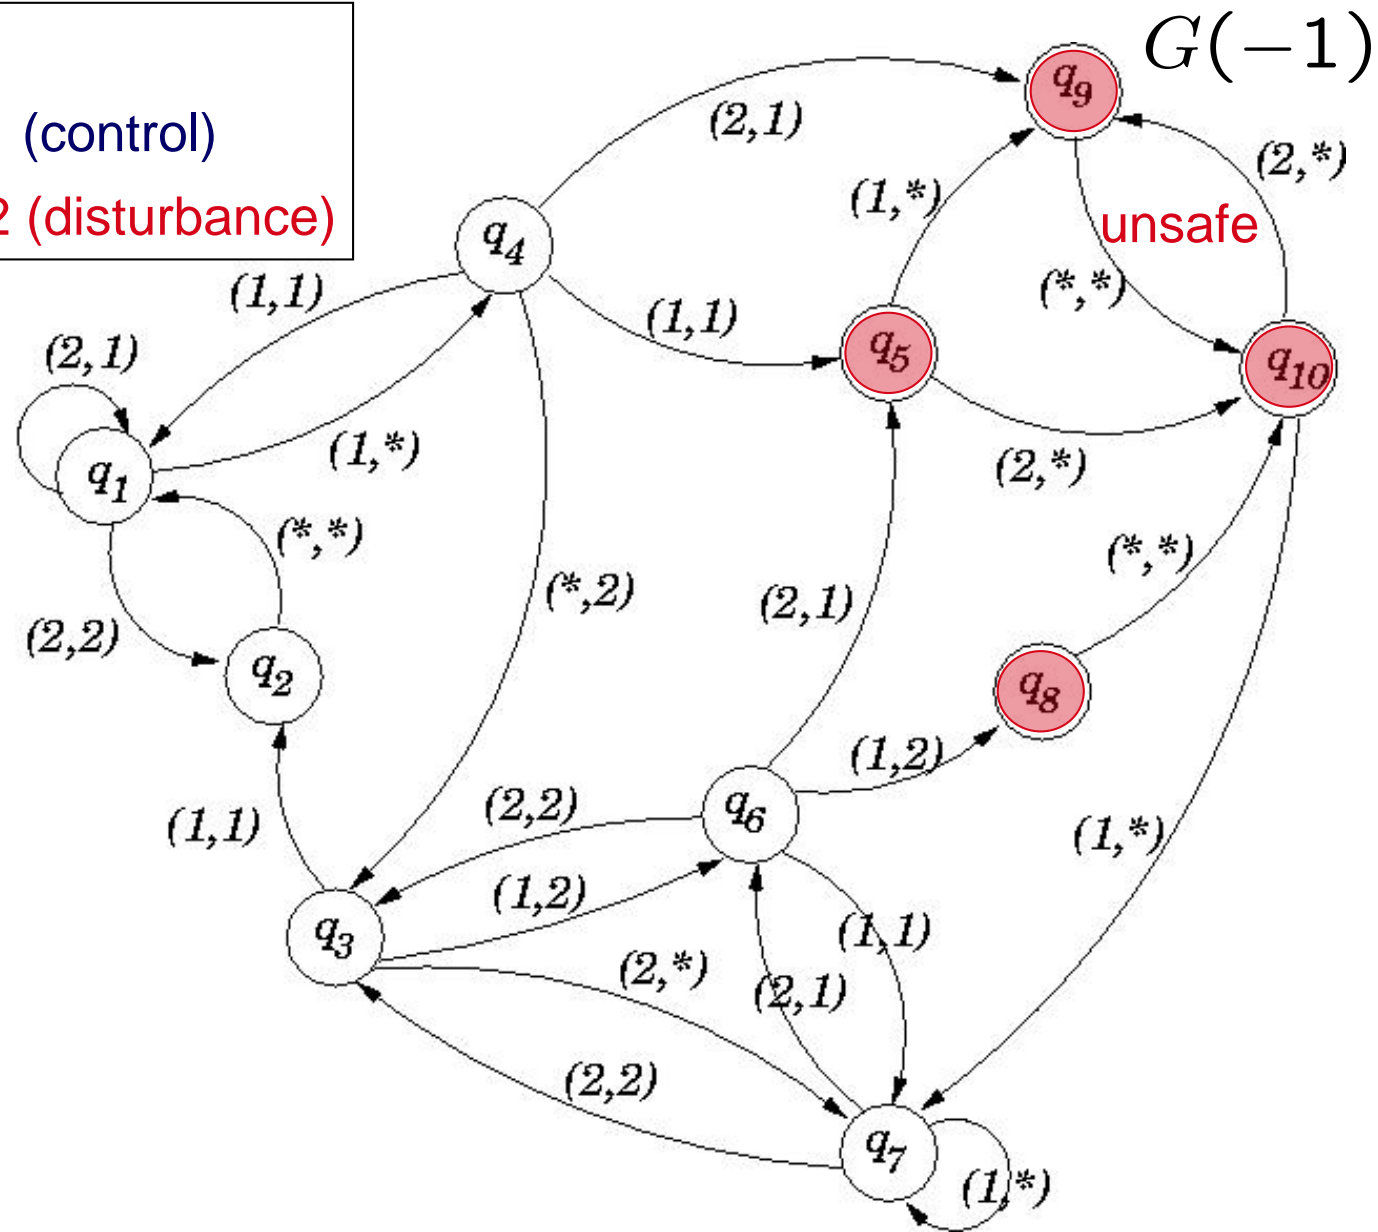 G(−1)
(control)
2 (disturbance)
q9
(2,1)
(2,*)
(1,*)
unsafe
q4
(*,*)
(1,1)
(1,1)
q5
q10
(2,1)
(1,*)
(2,*)
q1
(*,*)
(*,*)
(*,2)
(2,1)
(2,2)
q2
q8
(1,2)
(2,2)
q6
(1,1)
(1,*)
(1,2)
q3
(1,1)
(2,*)
(2,1)
(2,2)
q7
(1,*)